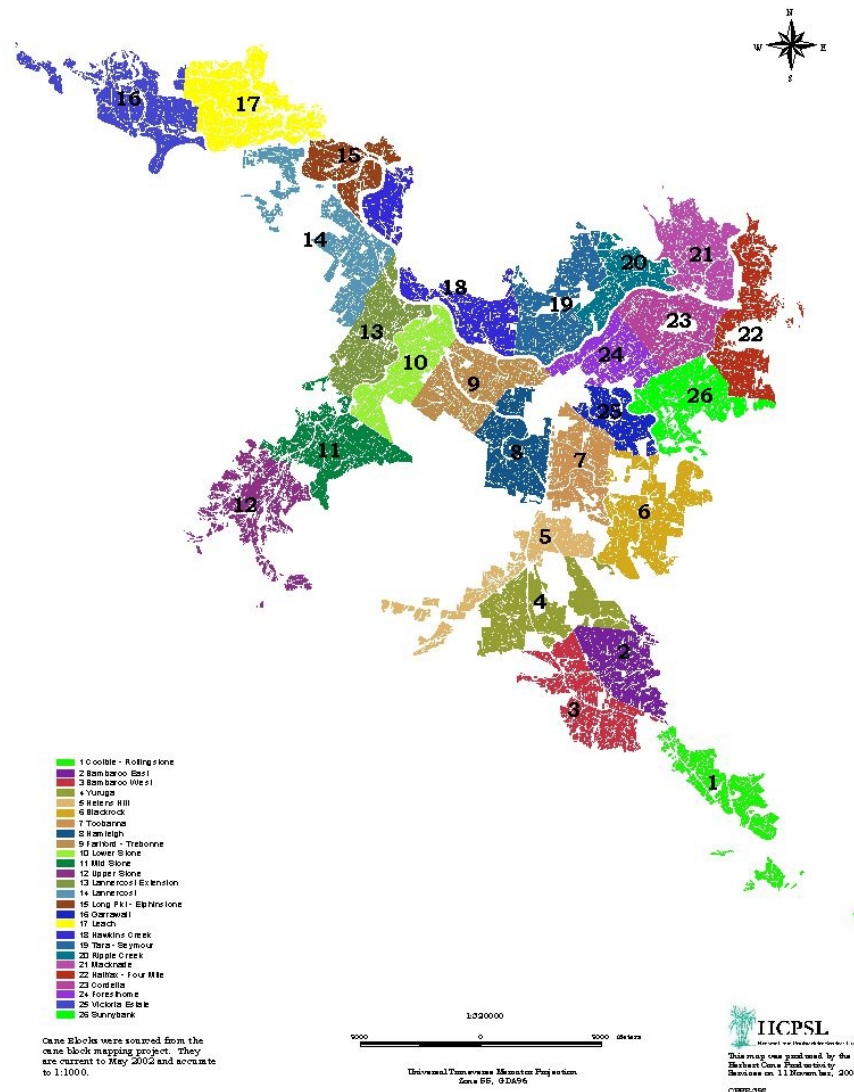 N
W E
S
16
17
15
14
13
18
10
9
19
20
21
22
23
24
25
26
11
12
8
7
6
5
4
2
3
1
1 Coolbie - Rollingstone
2 Bambaroo East
3 Bambaroo West
4 Yuruga
5 Helens Hill
6 Blackrock
7 Toobanna
8 Hamleigh
9 Farlford - Trebonne
10 Lower Stone
11 Mid Stone
12 Upper Stone
13 Lannercost Extension
14 Lannercost
15 Long Pkt - Elphinstone
16 Garrawalt
17 Leach
18 Hawkins Creek
19 Tara - Seymour
20 Ripple Creek
21 Macknade
22 Halifax - Four Mile
23 Cordelia
24 Foresthome
25 Victoria Estate
26 Sunnybank
Cane Blocks were sourced from the
cane block mapping project. They
are current to May 2002 and accurate
to 1:1000.
0
Meters
Universal Transverse Mercator Projection
Zone 55, GDA94
HCPSL
This map was produced by the
Herbert Cane Productivity
Services on 11 November, 200